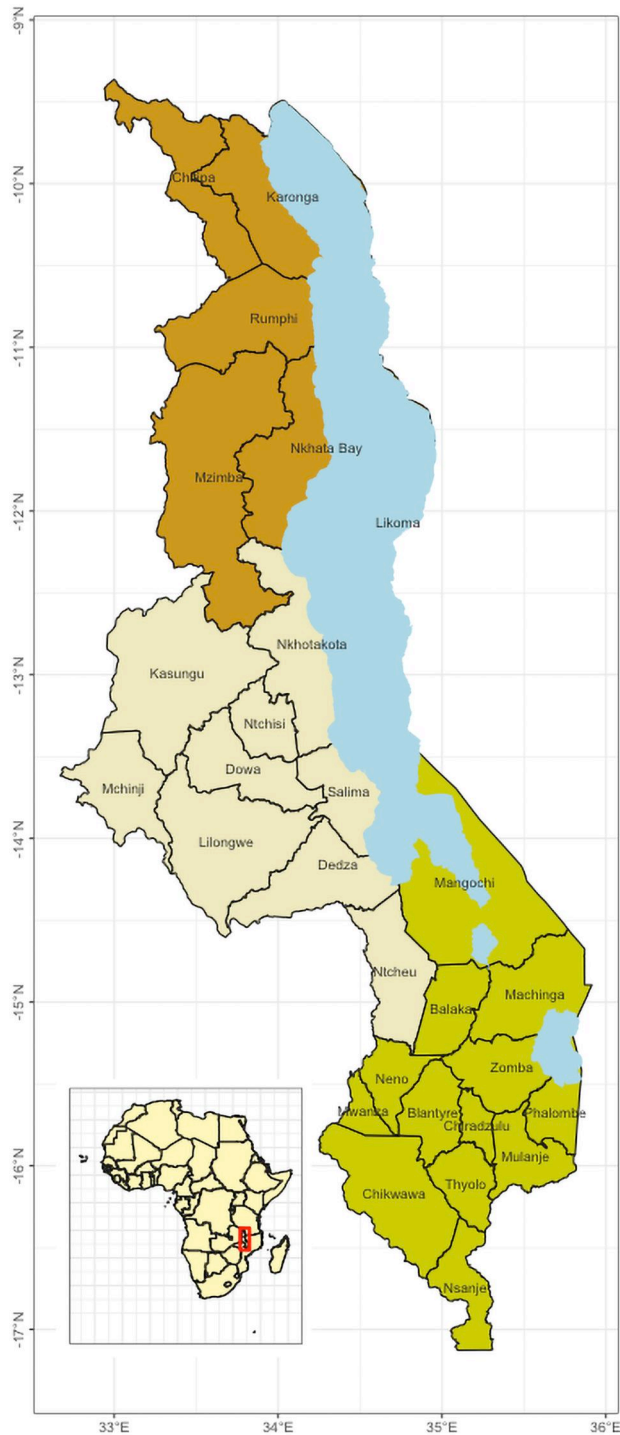 -9°N
-10°N
-11°N
-12°N
-13°N
-14°N
-15°N
-16°N
-17°N
Chitipa
Karonga
Rumphi
Nkhata Bay
Mzimba
Likoma
Nkhotakota
Kasungu
Ntchisi
Dowa
Mchinji
Salima
Lilongwe
Dedza
Mangochi
Ntcheu
Machinga
Balaka
Zomba
Neno
Mwanza
Blantyre
Phalombe
Chiradzulu
Mulanje
Thyolo
Chikwawa
Nsanje
33°E
34°E
35°E
36°E